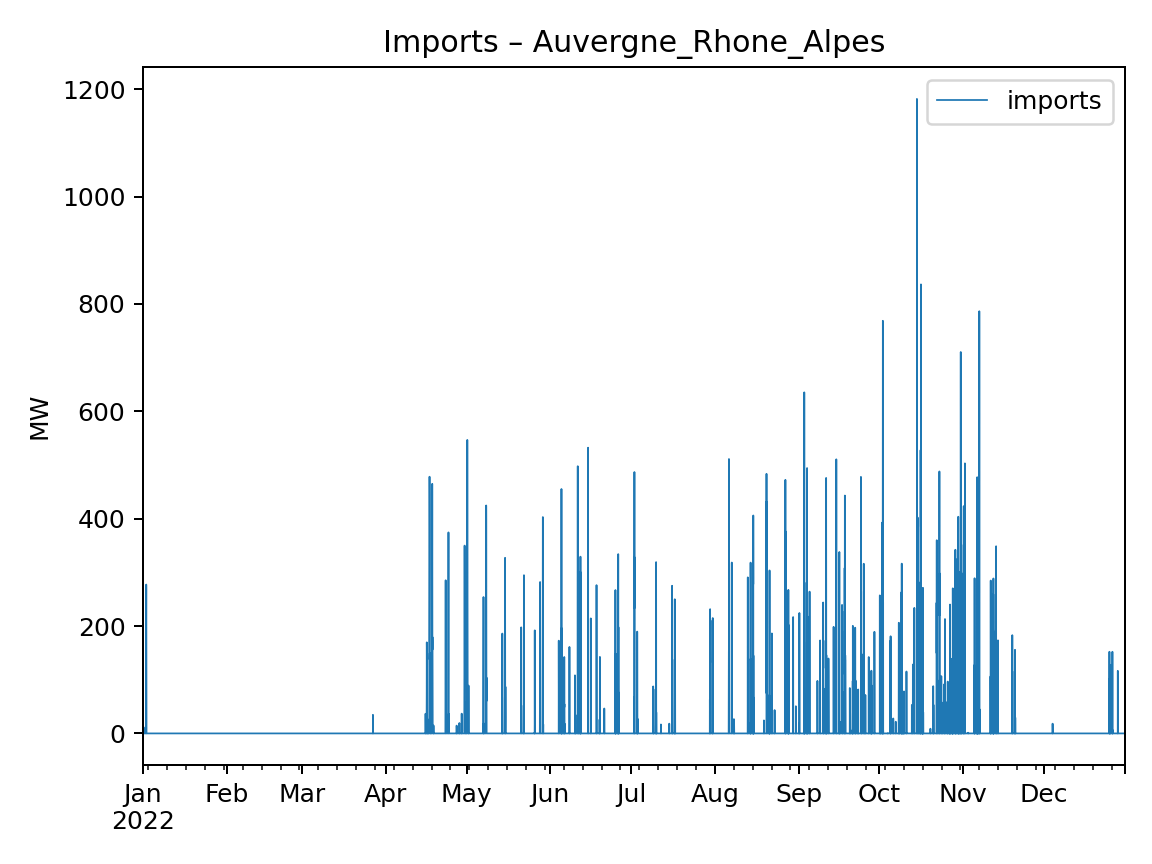 Imports – Auvergne_Rhone_Alpes
imports
MW
1200
1000
800
600
400
200
0
Jan Feb Mar Apr May Jun Jul Aug Sep Oct Nov Dec
2022